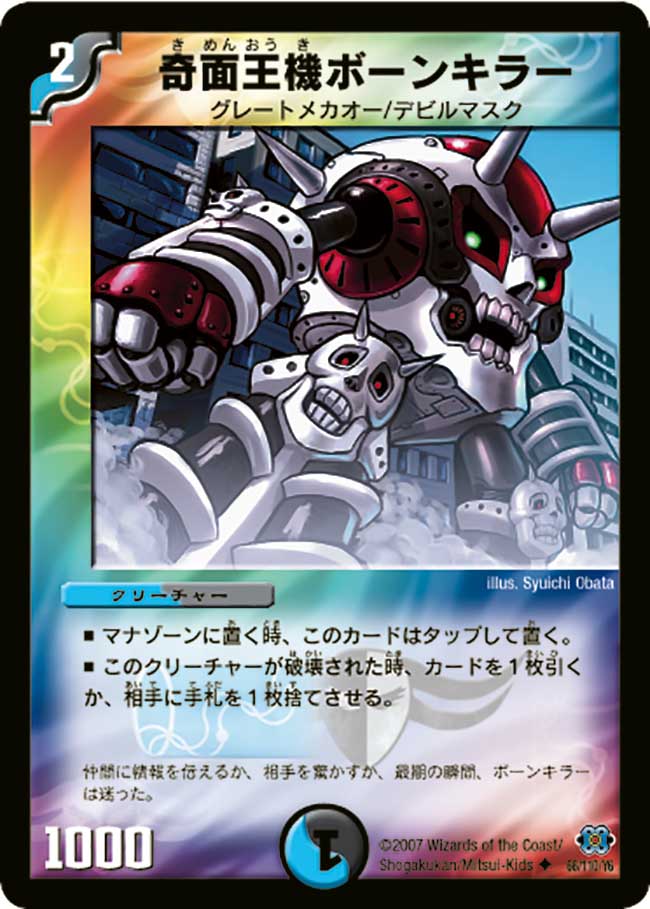 2
き めん おう き
奇面王機ボーンキラー
グレートメカオー/デビルマスク
illus. Syuichi Obata
クリーチャー
■ マナゾーンに置く時、このカードはタップして置く。
■ このクリーチャーが破壊された時、カードを１枚引く
か、相手に手札を１枚捨てさせる。
仲間に情報を伝えるか、相手を驚かすか、最期の瞬間、ボーンキラー
は迷った。
1000
1
©2007 Wizards of the Coast/
Shogakukan/Mitsui-Kids ◆ 66/110/Y6